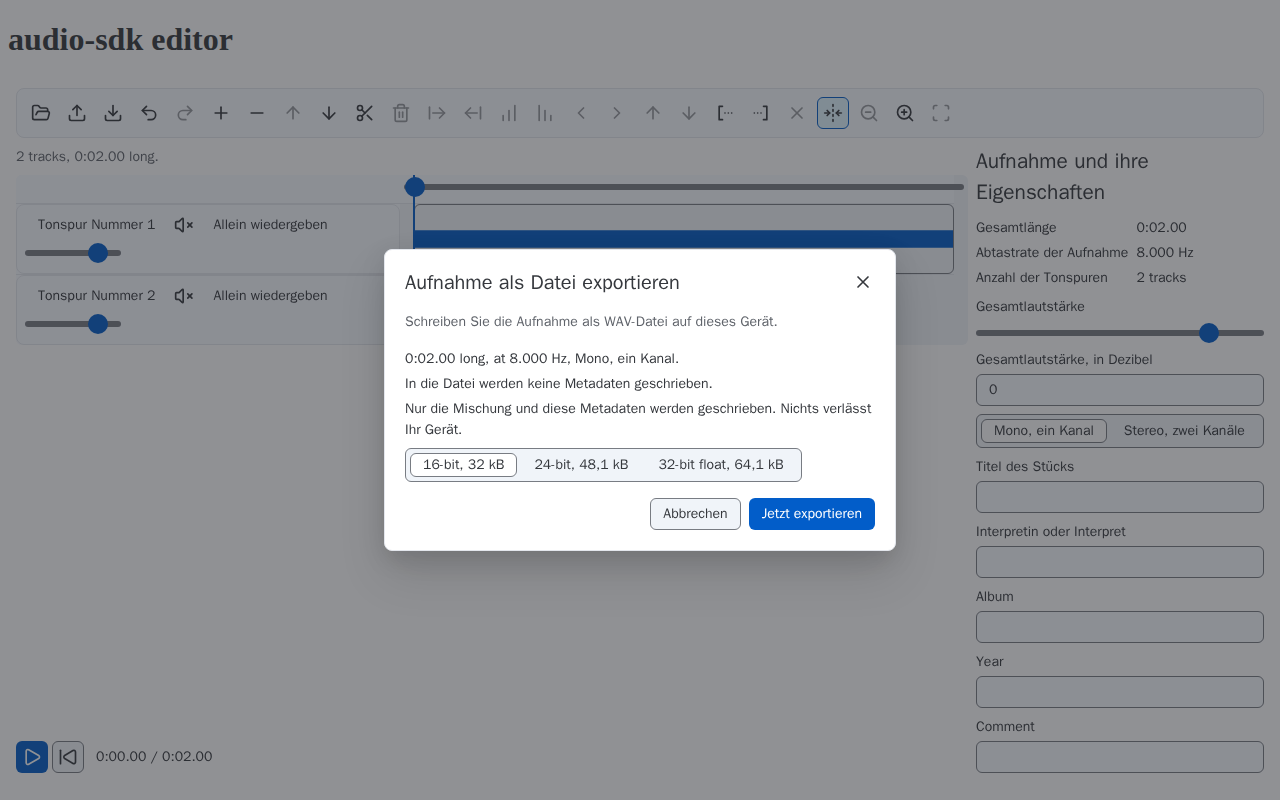 audio-sdk editor
2 tracks, 0:02.00 long.
Tonspur Nummer 1 Allein wiedergeben
Tonspur Nummer 2 Allein wiedergeben
Aufnahme als Datei exportieren
Schreiben Sie die Aufnahme als WAV-Datei auf dieses Gerät.
0:02.00 long, at 8.000 Hz, Mono, ein Kanal.
In die Datei werden keine Metadaten geschrieben.
Nur die Mischung und diese Metadaten werden geschrieben. Nichts verlässt
Ihr Gerät.
16-bit, 32 kB 24-bit, 48,1 kB 32-bit float, 64,1 kB
Abbrechen Jetzt exportieren
Aufnahme und ihre
Eigenschaften
Gesamtlänge 0:02.00
Abtastrate der Aufnahme 8.000 Hz
Anzahl der Tonspuren 2 tracks
Gesamtlautstärke
Gesamtlautstärke, in Dezibel
0
Mono, ein Kanal Stereo, zwei Kanäle
Titel des Stücks
Interpretin oder Interpret
Album
Year
Comment
0:00.00 / 0:02.00